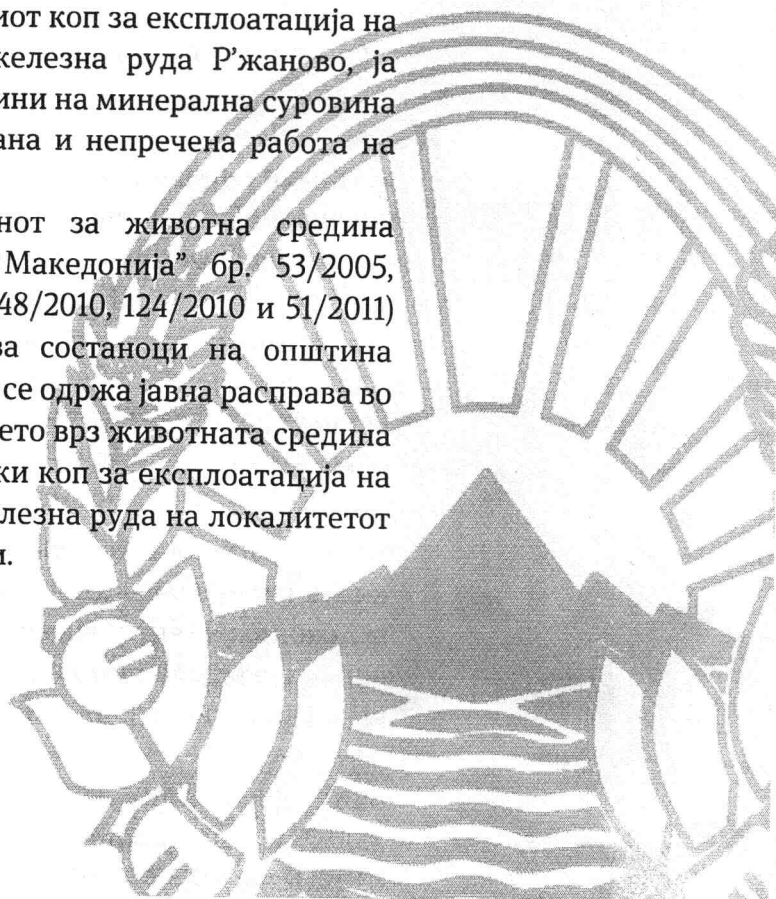 иот коп за експлоатација на
железна руда Р’жаново, ја
ини на минерална суровина
ана и непречена работа на
нот за животна средина
Македонија” бр. 53/2005,
48/2010, 124/2010 и 51/2011)
ва состаноци на општина
се одржа јавна расправа во
ето врз животната средина
ки коп за експлоатација на
лезна руда на локалитетот
и.